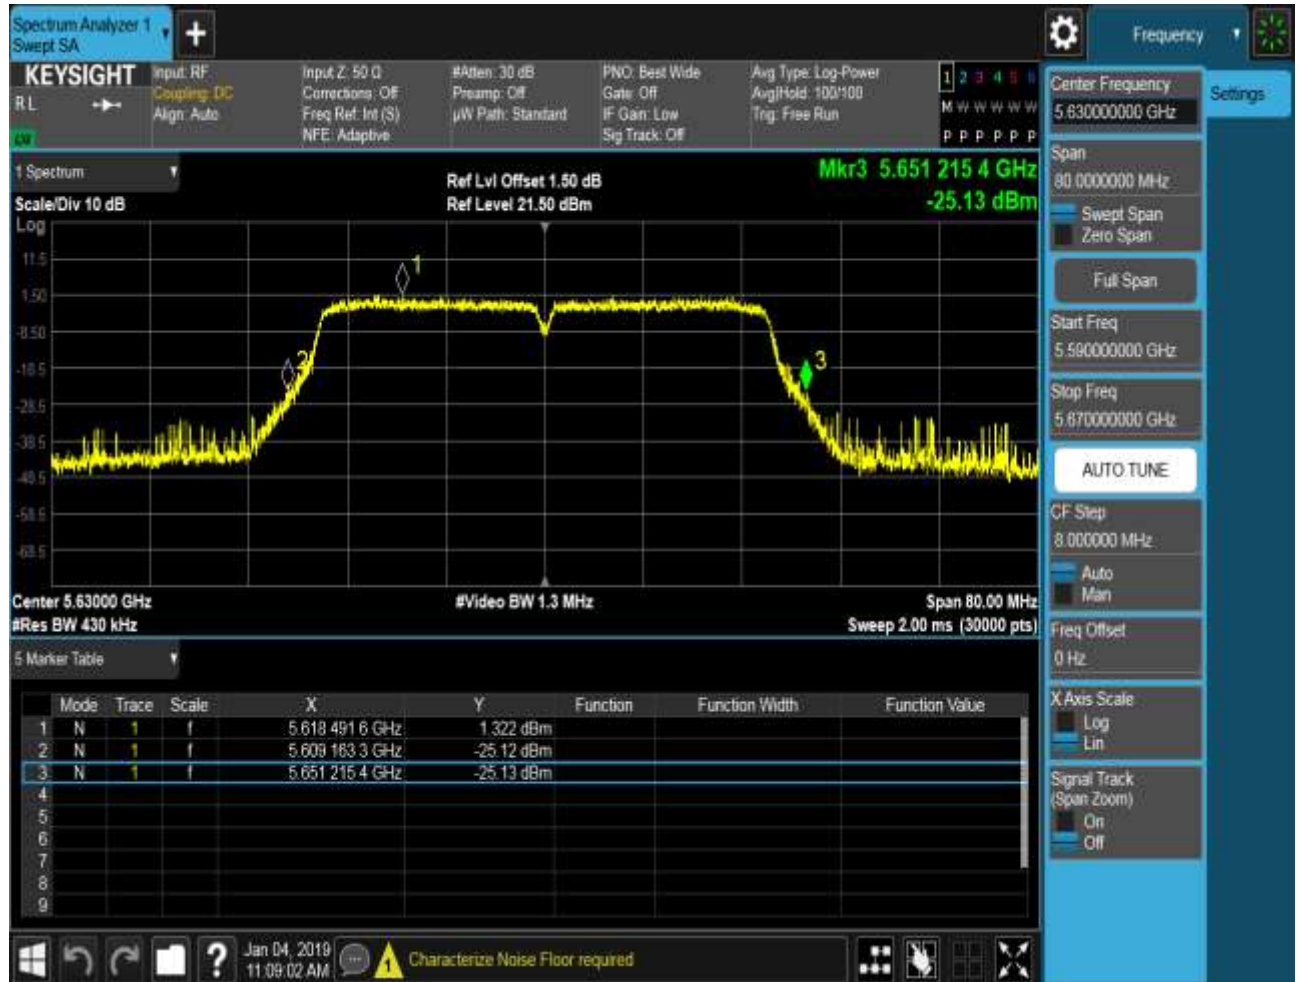 Spectrum Analyzer 1
Swept SA
Frequency
KEYSIGHT
RL
Input: RF
Coupling: DC
Align: Auto
Input Z: 50 Ω
Corrections: Off
Freq Ref: Int (S)
NFE: Adaptive
#Atten: 30 dB
Preamp: Off
µW Path: Standard
PNO: Best Wide
Gate: Off
IF Gain: Low
Sig Track: Off
Avg Type: Log-Power
Avg|Hold: 100/100
Trig: Free Run
1 2 3 4 5 6
M W W W W W
P P P P P P
1 Spectrum
Scale/Div 10 dB
Ref Lvl Offset 1.50 dB
Ref Level 21.50 dBm
Mkr3 5.651 215 4 GHz
-25.13 dBm
Log
11.5
1.50
-8.50
-18.5
-28.5
-38.5
-48.5
-58.5
-68.5
1
2
3
Center 5.63000 GHz
#Res BW 430 kHz
#Video BW 1.3 MHz
Span 80.00 MHz
Sweep 2.00 ms (30000 pts)
5 Marker Table
Mode Trace Scale X Y Function Function Width Function Value
1 N 1 f 5.618 491 6 GHz 1.322 dBm
2 N 1 f 5.609 163 3 GHz -25.12 dBm
3 N 1 f 5.651 215 4 GHz -25.13 dBm
4
5
6
7
8
9
Jan 04, 2019
11:09:02 AM
Characterize Noise Floor required
Settings
Center Frequency
5.630000000 GHz
Span
80.0000000 MHz
Swept Span
Zero Span
Full Span
Start Freq
5.590000000 GHz
Stop Freq
5.670000000 GHz
AUTO TUNE
CF Step
8.000000 MHz
Auto
Man
Freq Offset
0 Hz
X Axis Scale
Log
Lin
Signal Track
(Span Zoom)
On
Off